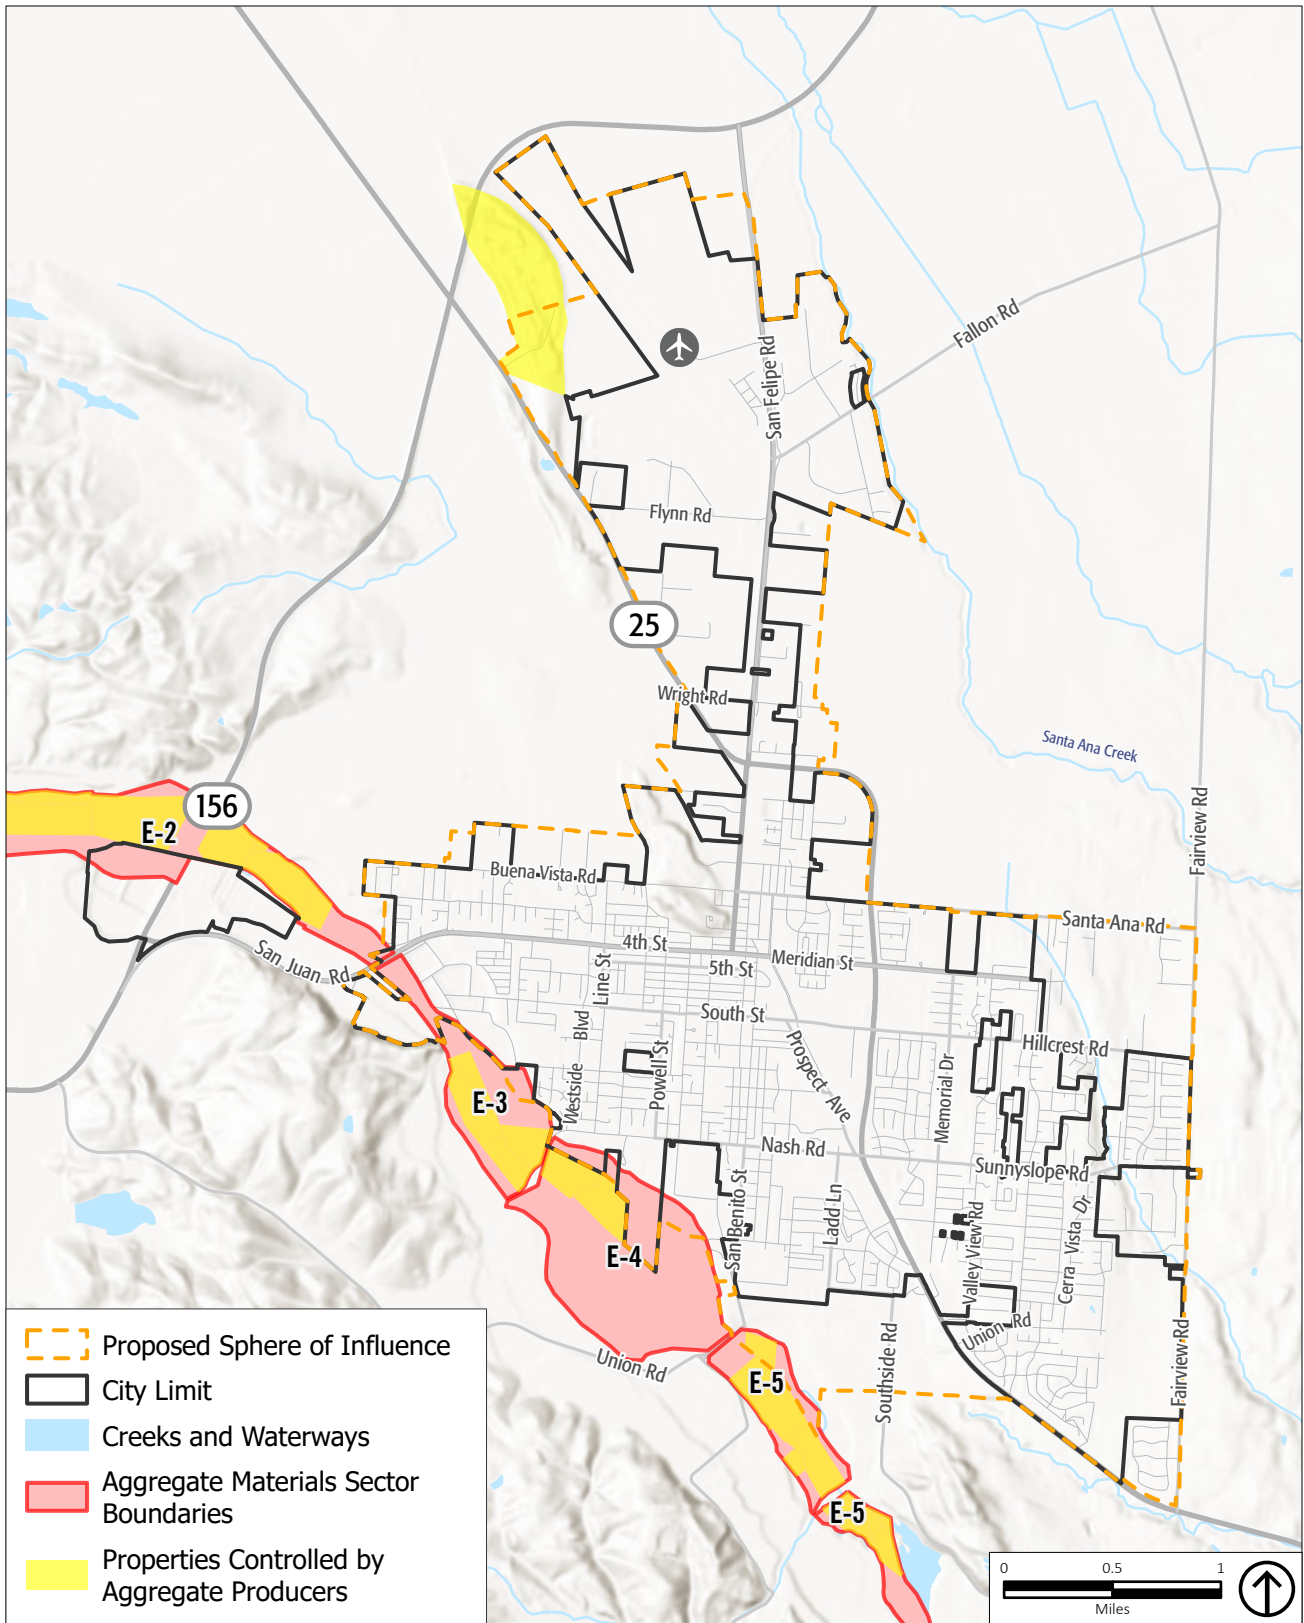 Fallon Rd
San Felipe Rd
Flynn Rd
25
Wright Rd
Santa Ana Creek
156
E-2
Fairview Rd
Buena Vista Rd
Santa Ana Rd
4th St
San Juan Rd
Line St
5th St
Meridian St
South St
Blvd
Westside
Hillcrest Rd
Prospect Ave
Powell St
Memorial Dr
E-3
Nash Rd
Sunnyslope Rd
San Benito St
Ladd Ln
Valley View Rd
Cerra Vista Dr
E-4
Union Rd
Union Rd
Southside Rd
Fairview Rd
E-5
E-5
Proposed Sphere of Influence
City Limit
Creeks and Waterways
Aggregate Materials Sector
Boundaries
Properties Controlled by
Aggregate Producers
0 0.5 1
Miles